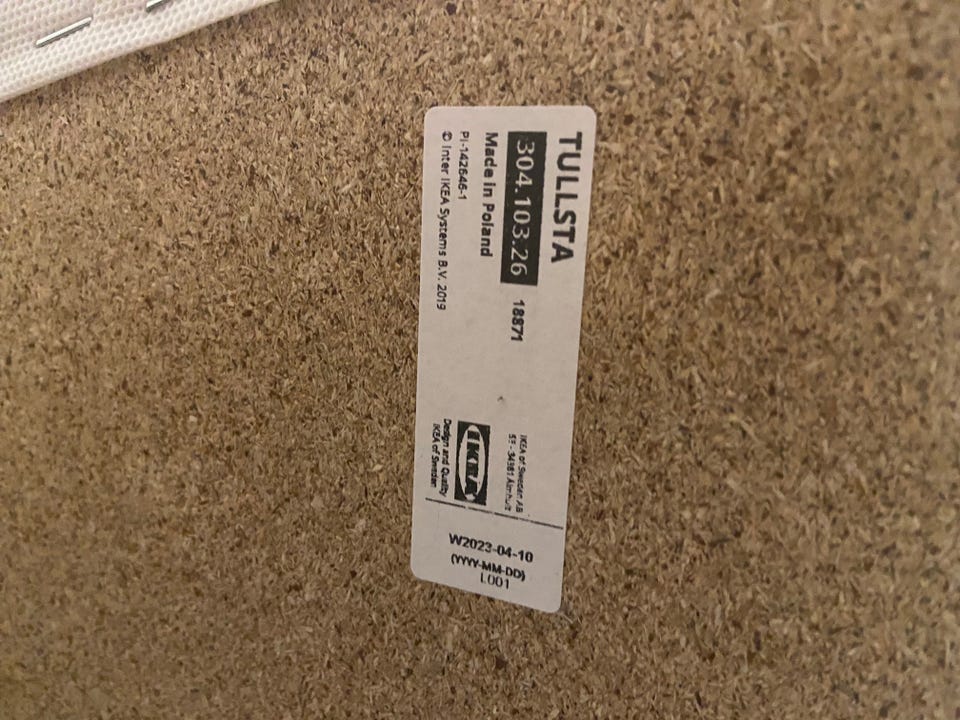 TULLSTA
304.103.26 18871
Made in Poland
PI-142646-1
© Inter IKEA Systems B.V. 2019
IKEA of Sweden AB
SE - 34381 Älmhult
IKEA
Design and Quality
IKEA of Sweden
W2023-04-10
(YYYY-MM-DD)
L001